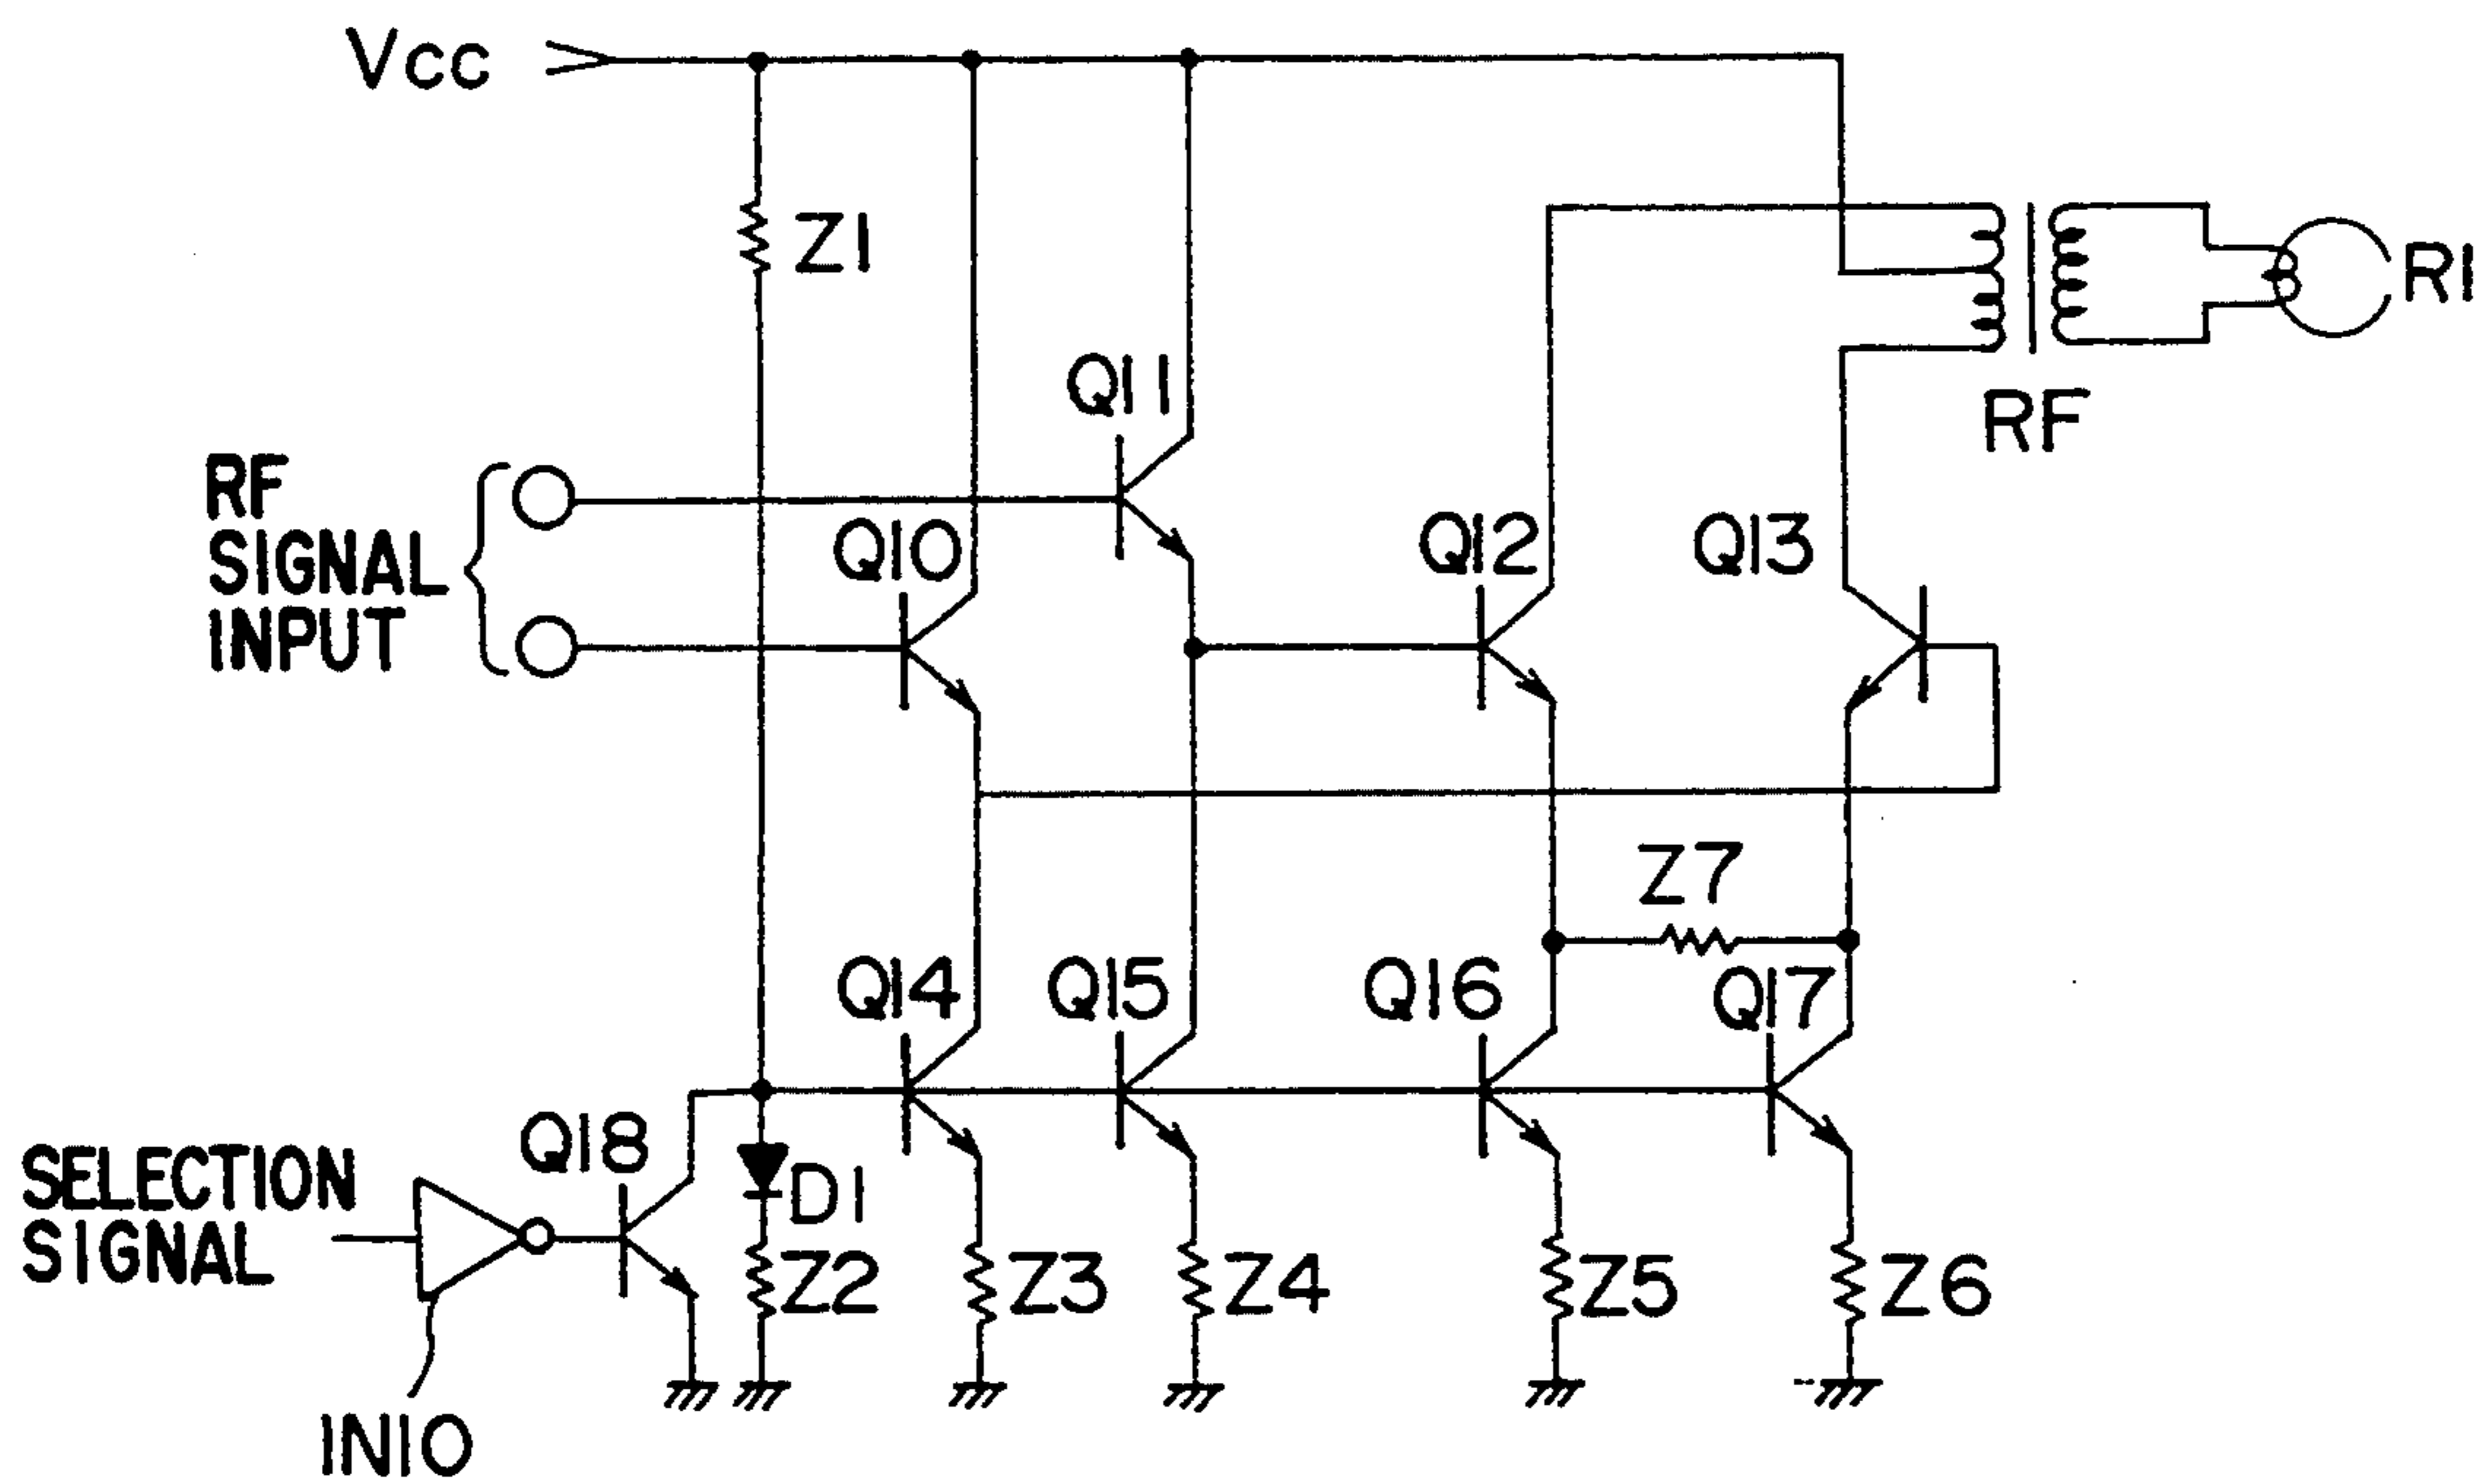 Vcc
Z1
R1
Q11
RF
RF
SIGNAL
INPUT
Q10
Q12
Q13
Z7
Q14
Q15
Q16
Q17
Q18
SELECTION
SIGNAL
D1
Z2
Z3
Z4
Z5
Z6
IN10